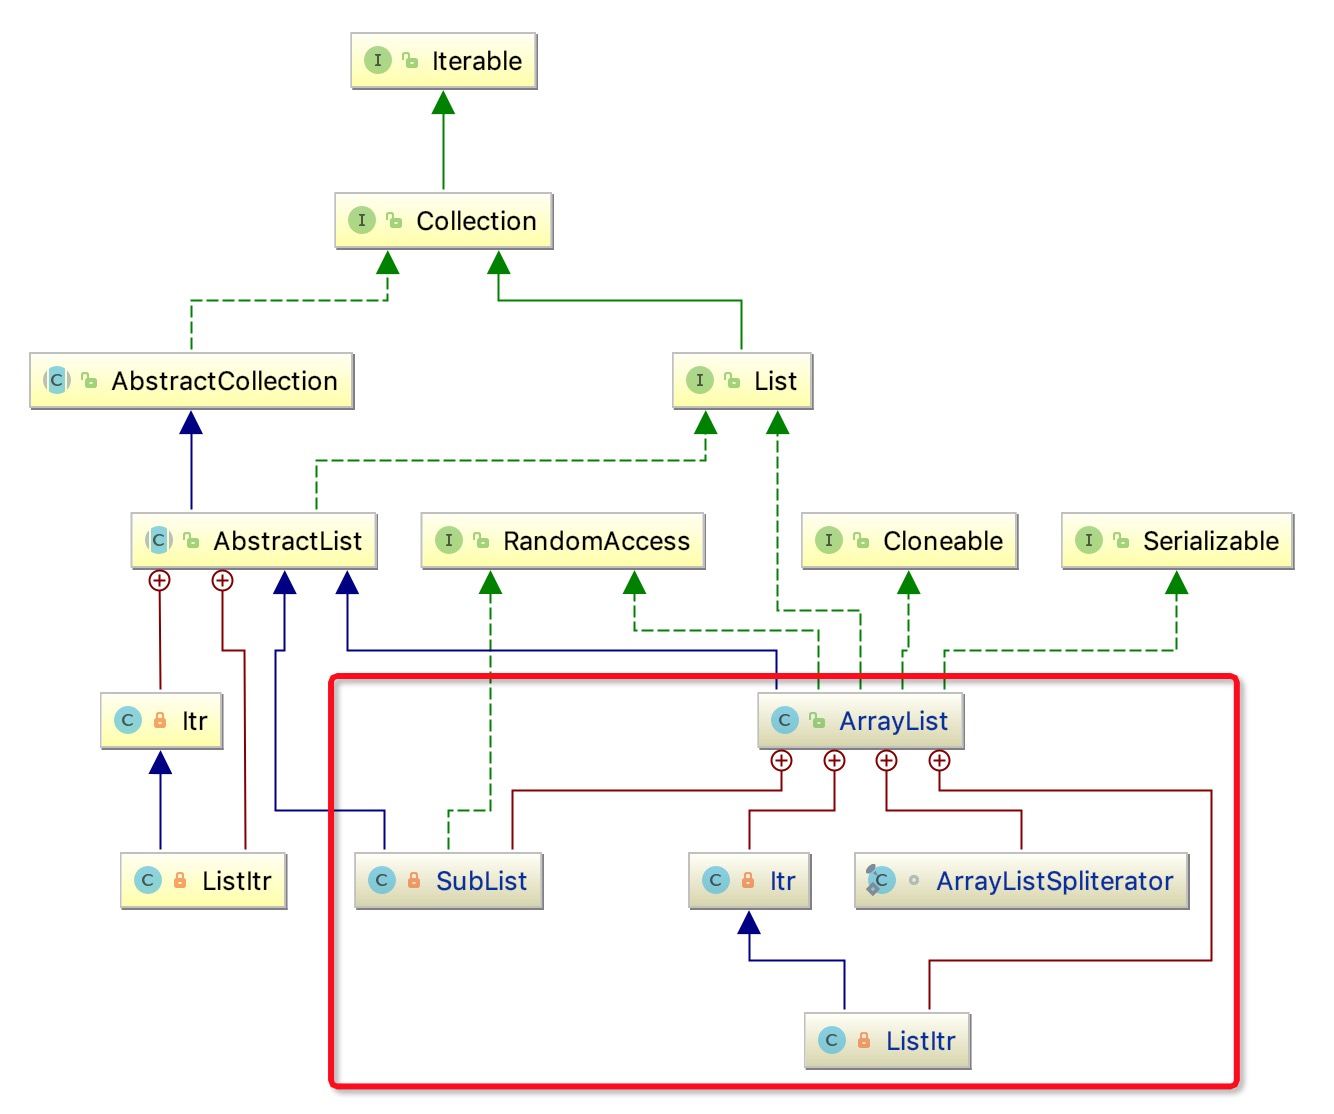 I Iterable
I Collection
C AbstractCollection
I List
C AbstractList
I RandomAccess
I Cloneable
I Serializable
C Itr
C ArrayList
C ListItr
C SubList
C Itr
C ArrayListSpliterator
C ListItr